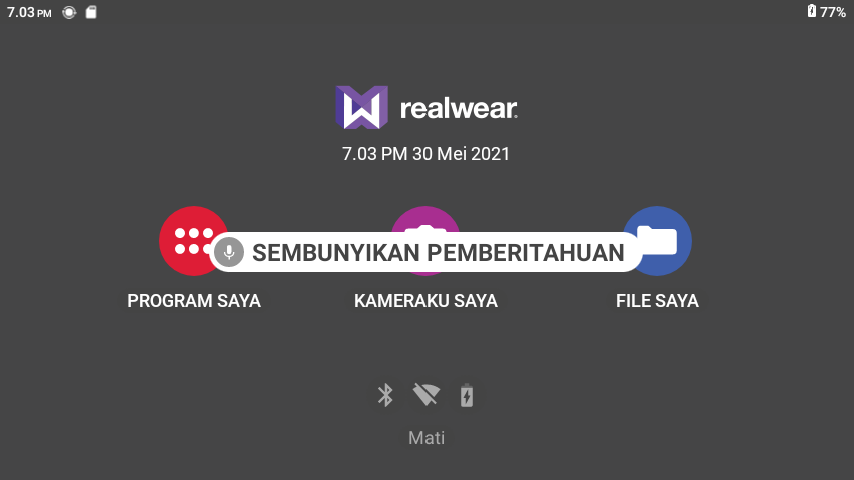 7.03 PM
77%
realwear
7.03 PM 30 Mei 2021
SEMBUNYIKAN PEMBERITAHUAN
PROGRAM SAYA
KAMERAKU SAYA
FILE SAYA
Mati